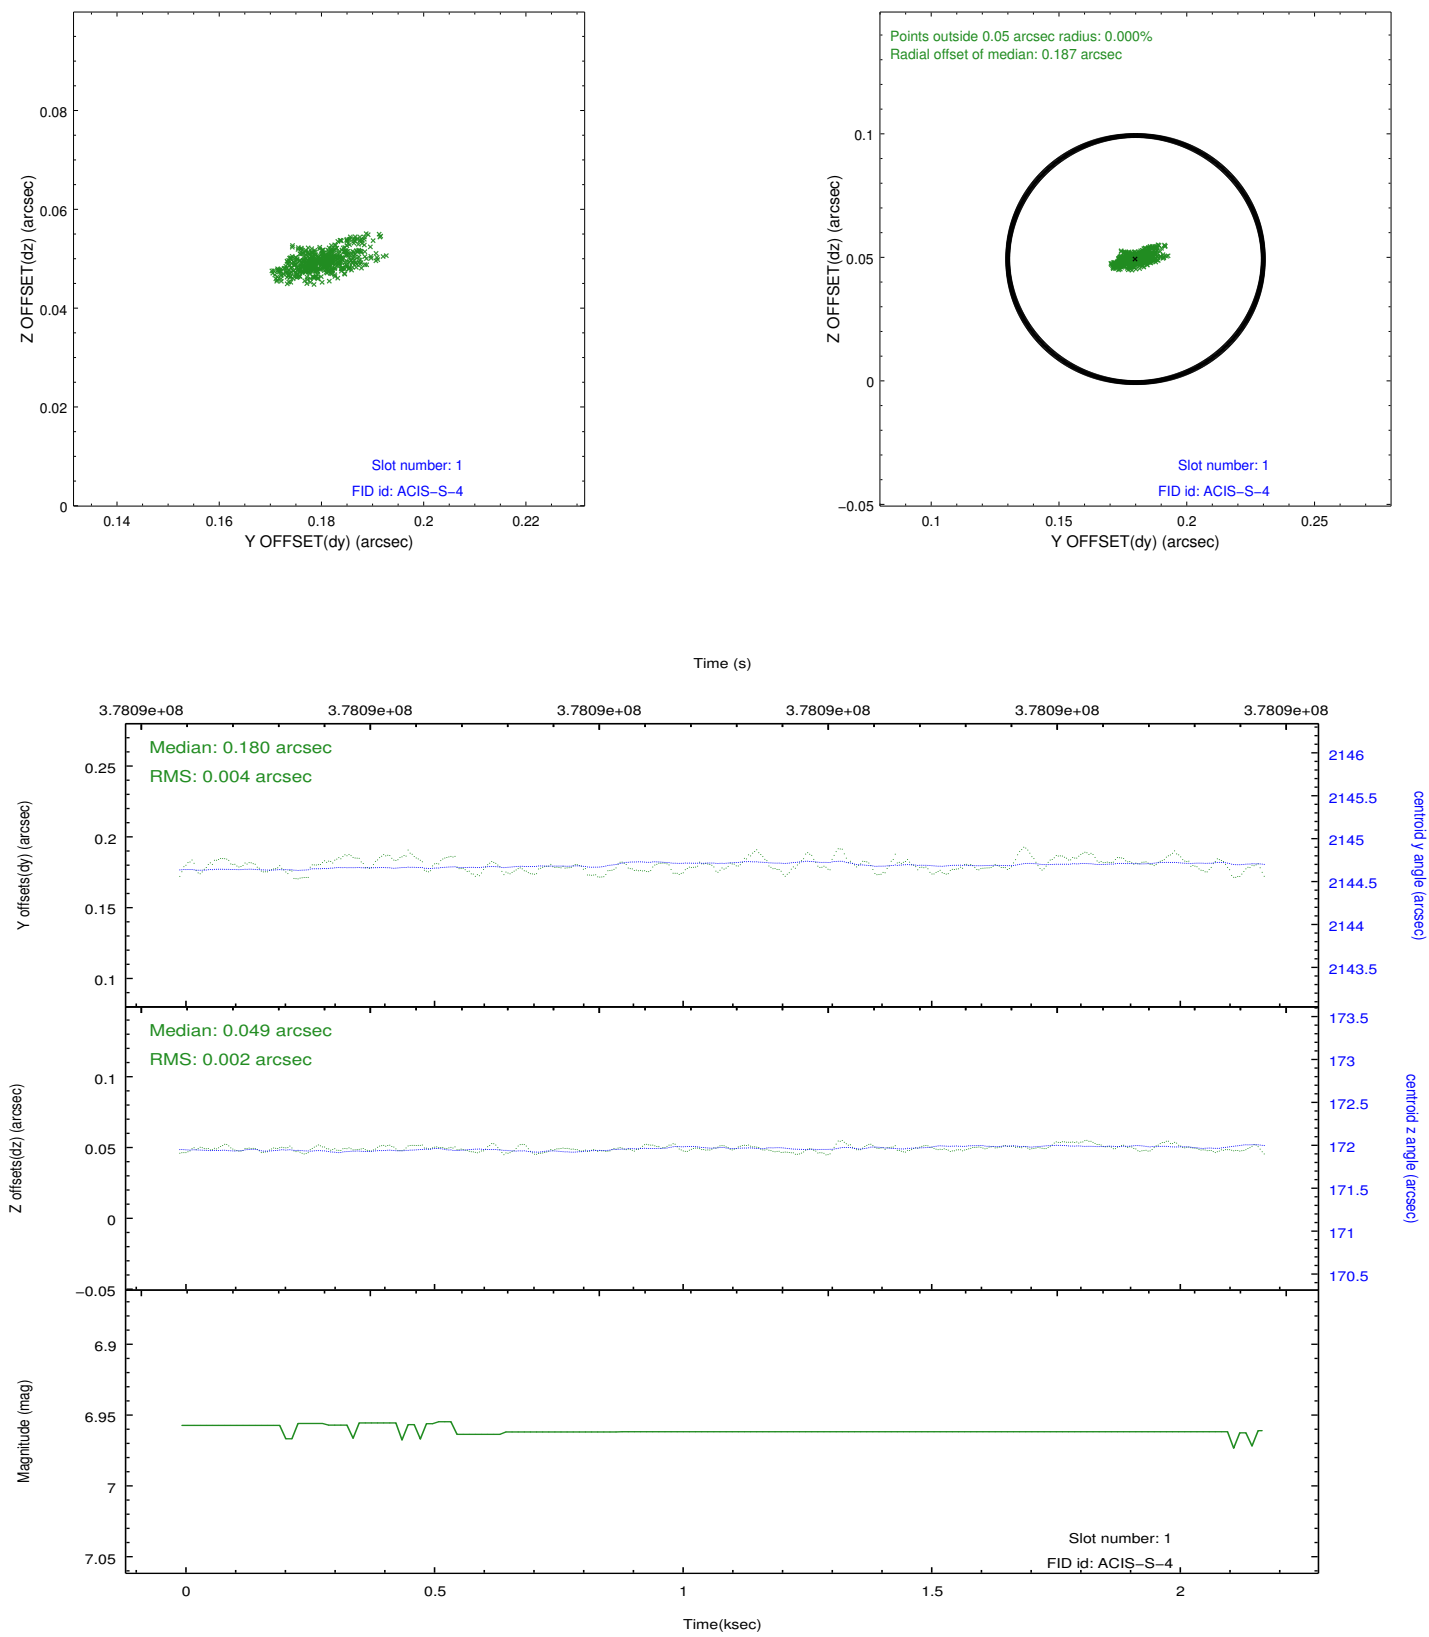 0.08
0.06
0.04
0.02
0
0.14
0.16
0.18
0.2
0.22
Z OFFSET(dz) (arcsec)
Y OFFSET(dy) (arcsec)
Slot number: 1
FID id: ACIS−S−4
Points outside 0.05 arcsec radius: 0.000%
Radial offset of median: 0.187 arcsec
0.1
0.05
0
−0.05
0.1
0.15
0.2
0.25
Z OFFSET(dz) (arcsec)
Y OFFSET(dy) (arcsec)
Slot number: 1
FID id: ACIS−S−4
Time (s)
3.7809e+08
3.7809e+08
3.7809e+08
3.7809e+08
3.7809e+08
3.7809e+08
Median: 0.180 arcsec
RMS: 0.004 arcsec
0.25
0.2
0.15
0.1
Y offsets(dy) (arcsec)
2146
2145.5
2145
2144.5
2144
2143.5
centroid y angle (arcsec)
Median: 0.049 arcsec
RMS: 0.002 arcsec
0.1
0.05
0
−0.05
Z offsets(dz) (arcsec)
173.5
173
172.5
172
171.5
171
170.5
centroid z angle (arcsec)
6.9
6.95
7
7.05
Magnitude (mag)
Slot number: 1
FID id: ACIS−S−4
0
0.5
1
1.5
2
Time(ksec)